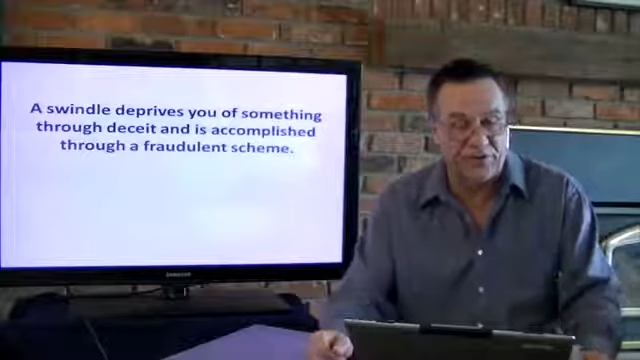 A swindle deprives you of something
through deceit and is accomplished
through a fraudulent scheme.
SAMSUNG